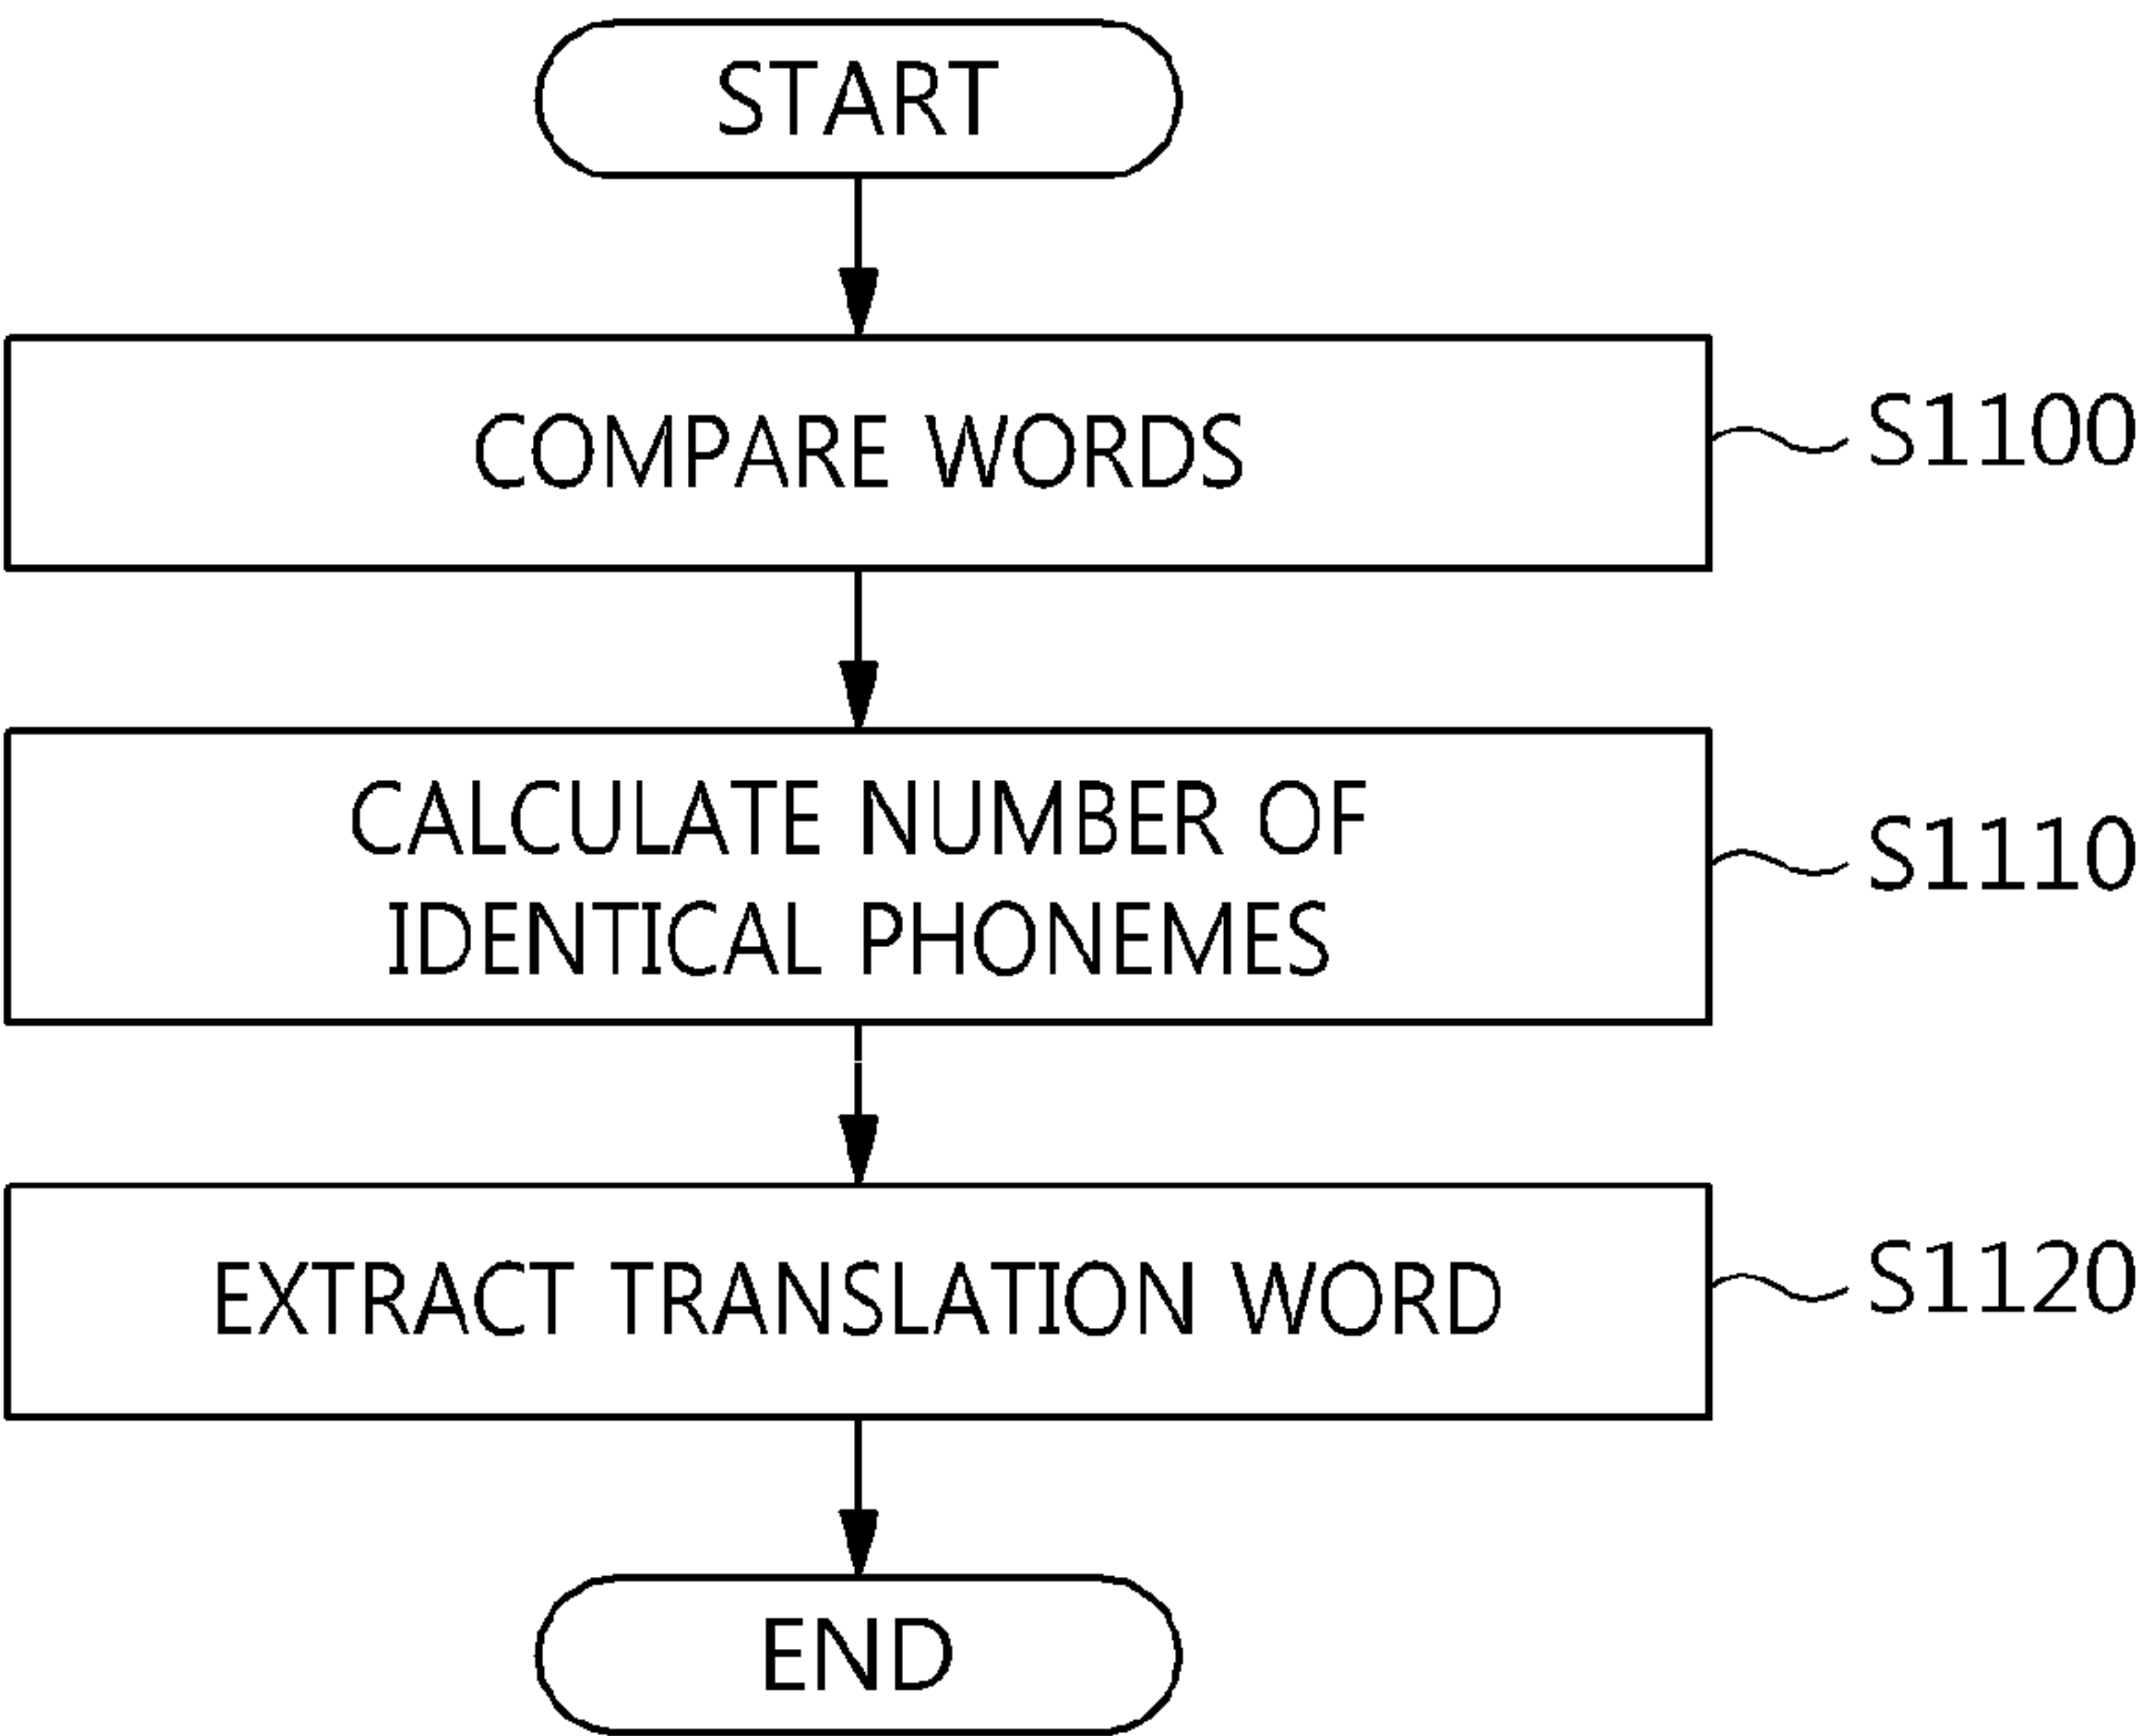 START
COMPARE WORDS
S1100
CALCULATE NUMBER OF
IDENTICAL PHONEMES
S1110
EXTRACT TRANSLATION WORD
S1120
END